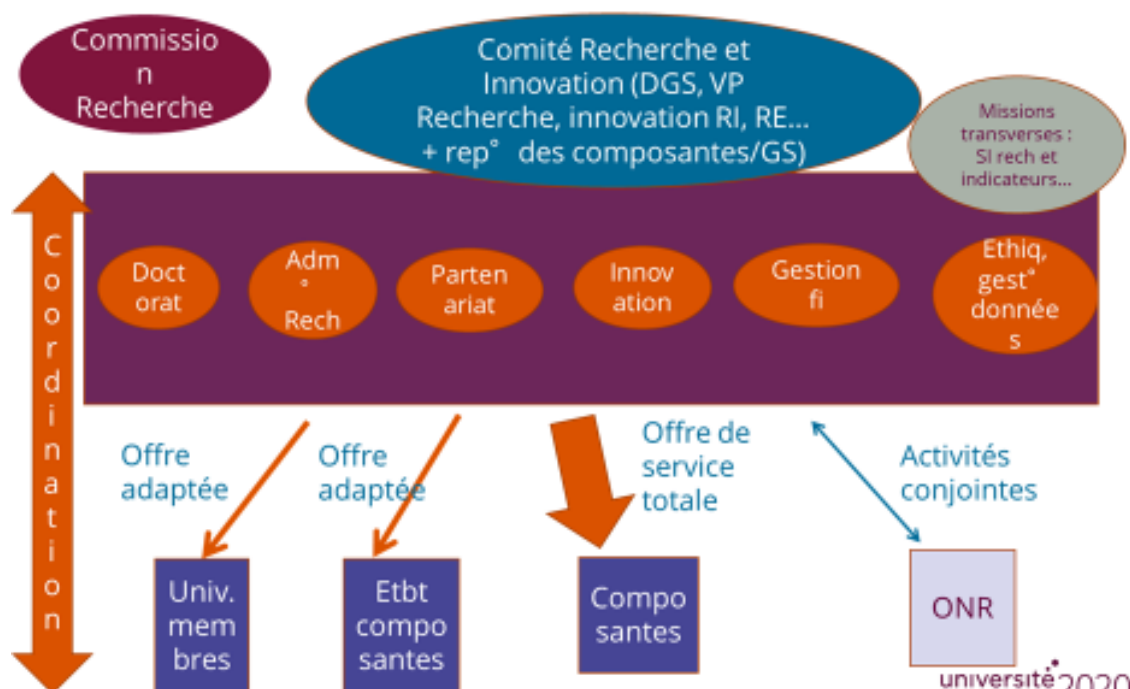 Commissio
n
Recherche
Comité Recherche et
Innovation (DGS, VP
Recherche, innovation RI, RE...
+ rep° des composantes/GS)
Missions
transverses :
SI rech et
indicateurs...
Coordination
Doct
orat
Adm
°
Rech
Parten
ariat
Innov
ation
Gestion
fi
Ethiq,
gest°
donnée
s
Offre
adaptée
Offre
adaptée
Offre de
service
totale
Activités
conjointes
Univ.
mem
bres
Etbt
compo
santes
Compo
santes
ONR
université 2020